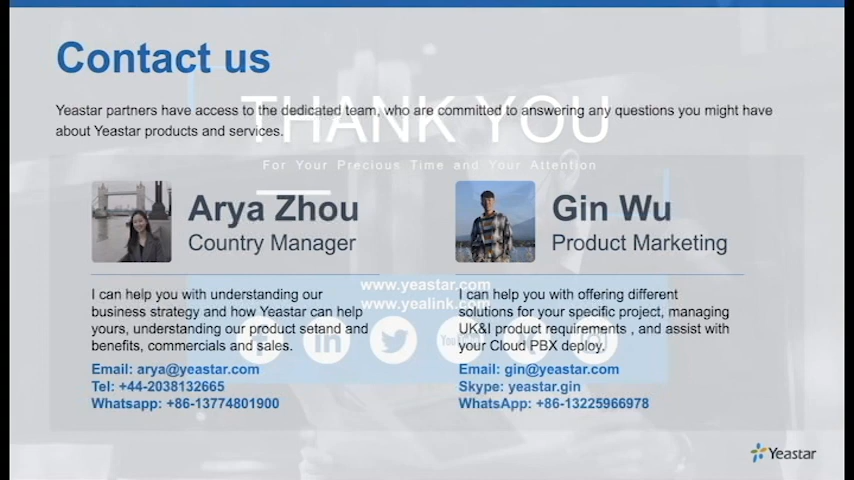 Contact us
Yeastar partners have access to the dedicated team, who are committed to answering any questions you might have
about Yeastar products and services.
THANK YOU
For Your Precious Time and Your Attention
Arya Zhou
Country Manager
I can help you with understanding our
business strategy and how Yeastar can help
yours, understanding our product setand and
benefits, commercials and sales.
Email: arya@yeastar.com
Tel: +44-2038132665
Whatsapp: +86-13774801900
Gin Wu
Product Marketing
I can help you with offering different
solutions for your specific project, managing
UK&I product requirements , and assist with
your Cloud PBX deploy.
Email: gin@yeastar.com
Skype: yeastar.gin
WhatsApp: +86-13225966978
www.yeastar.com
www.yealink.com
in
You
Yeastar